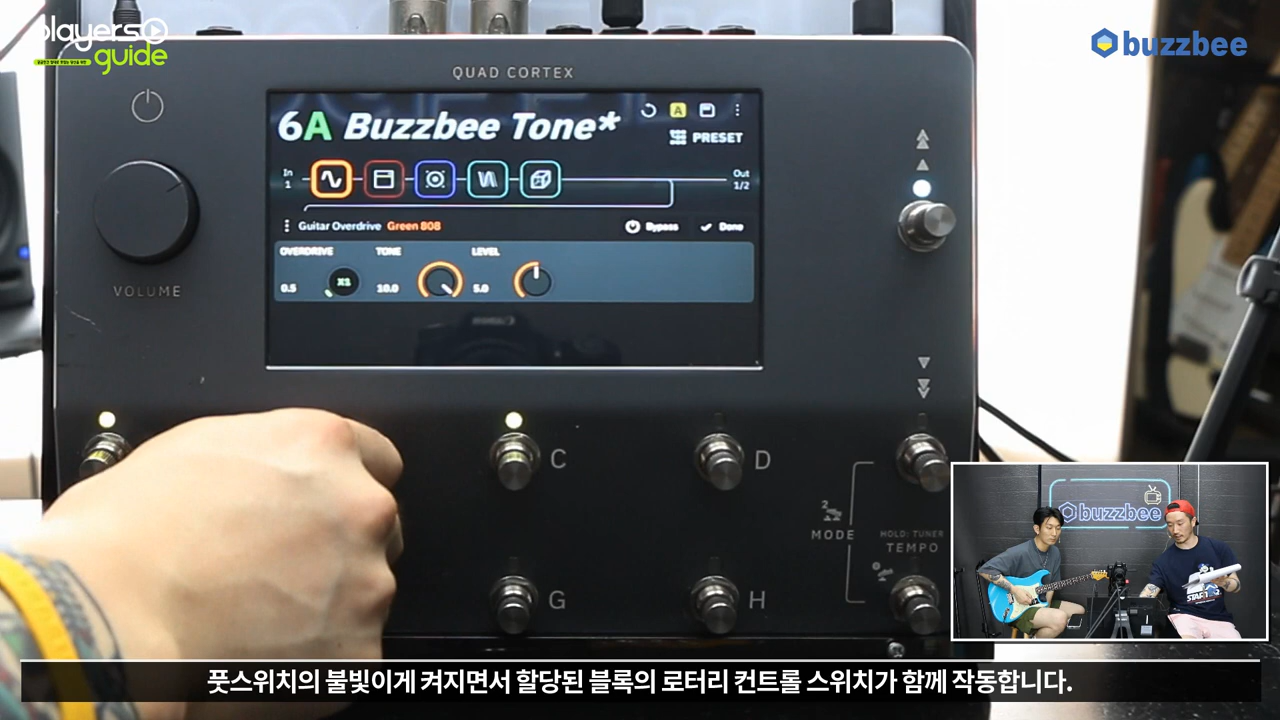 players
guide
buzzbee
QUAD CORTEX
6A Buzzbee Tone*
A
PRESET
In
1
Out
1/2
Guitar Overdrive Green 808
Bypass
Done
OVERDRIVE
TONE
LEVEL
0.5
X1
10.0
5.0
VOLUME
C
D
2
MODE
HOLD: TUNER
TEMPO
G
H
buzzbee
풋스위치의 불빛이게 켜지면서 할당된 블록의 로터리 컨트롤 스위치가 함께 작동합니다.